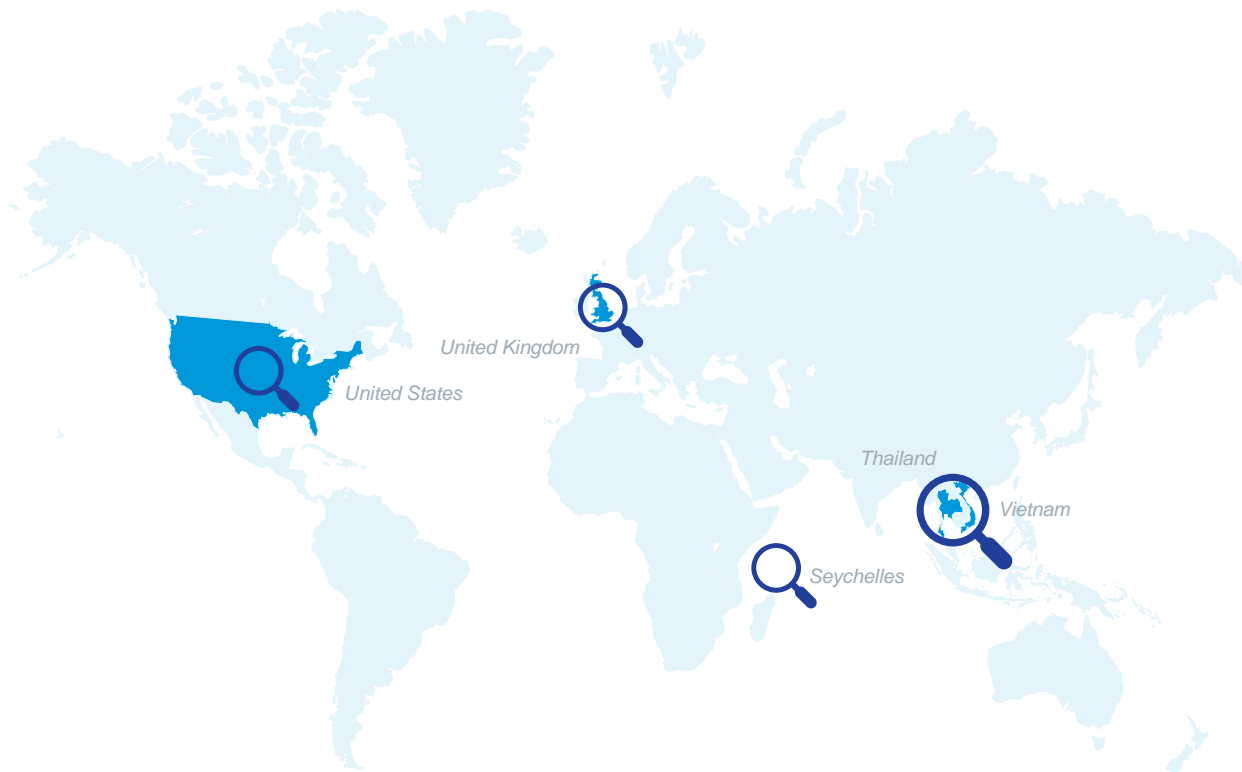 United Kingdom
United States
Thailand
Vietnam
Seychelles